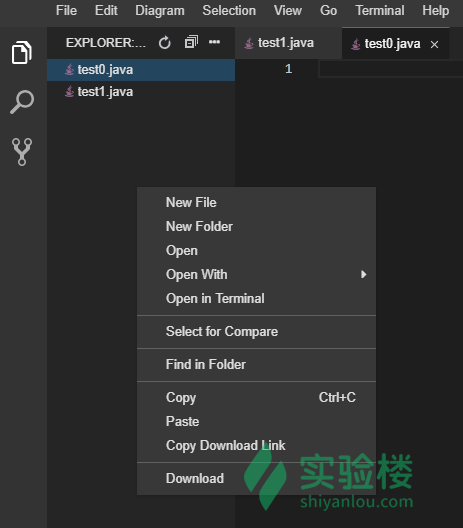 File Edit Diagram Selection View Go Terminal Help
EXPLORER:... test1.java test0.java
test0.java 1
test1.java
New File
New Folder
Open
Open With
Open in Terminal
Select for Compare
Find in Folder
Copy Ctrl+C
Paste
Copy Download Link
Download
实验楼
shiyanlou.com